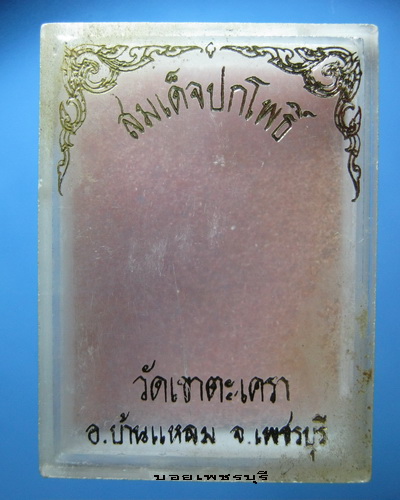 สมเด็จปกโพธิ์
วัดเขาตะเครา
อ.บ้านแหลม จ.เพชรบุรี
บอยเพชรบุรี